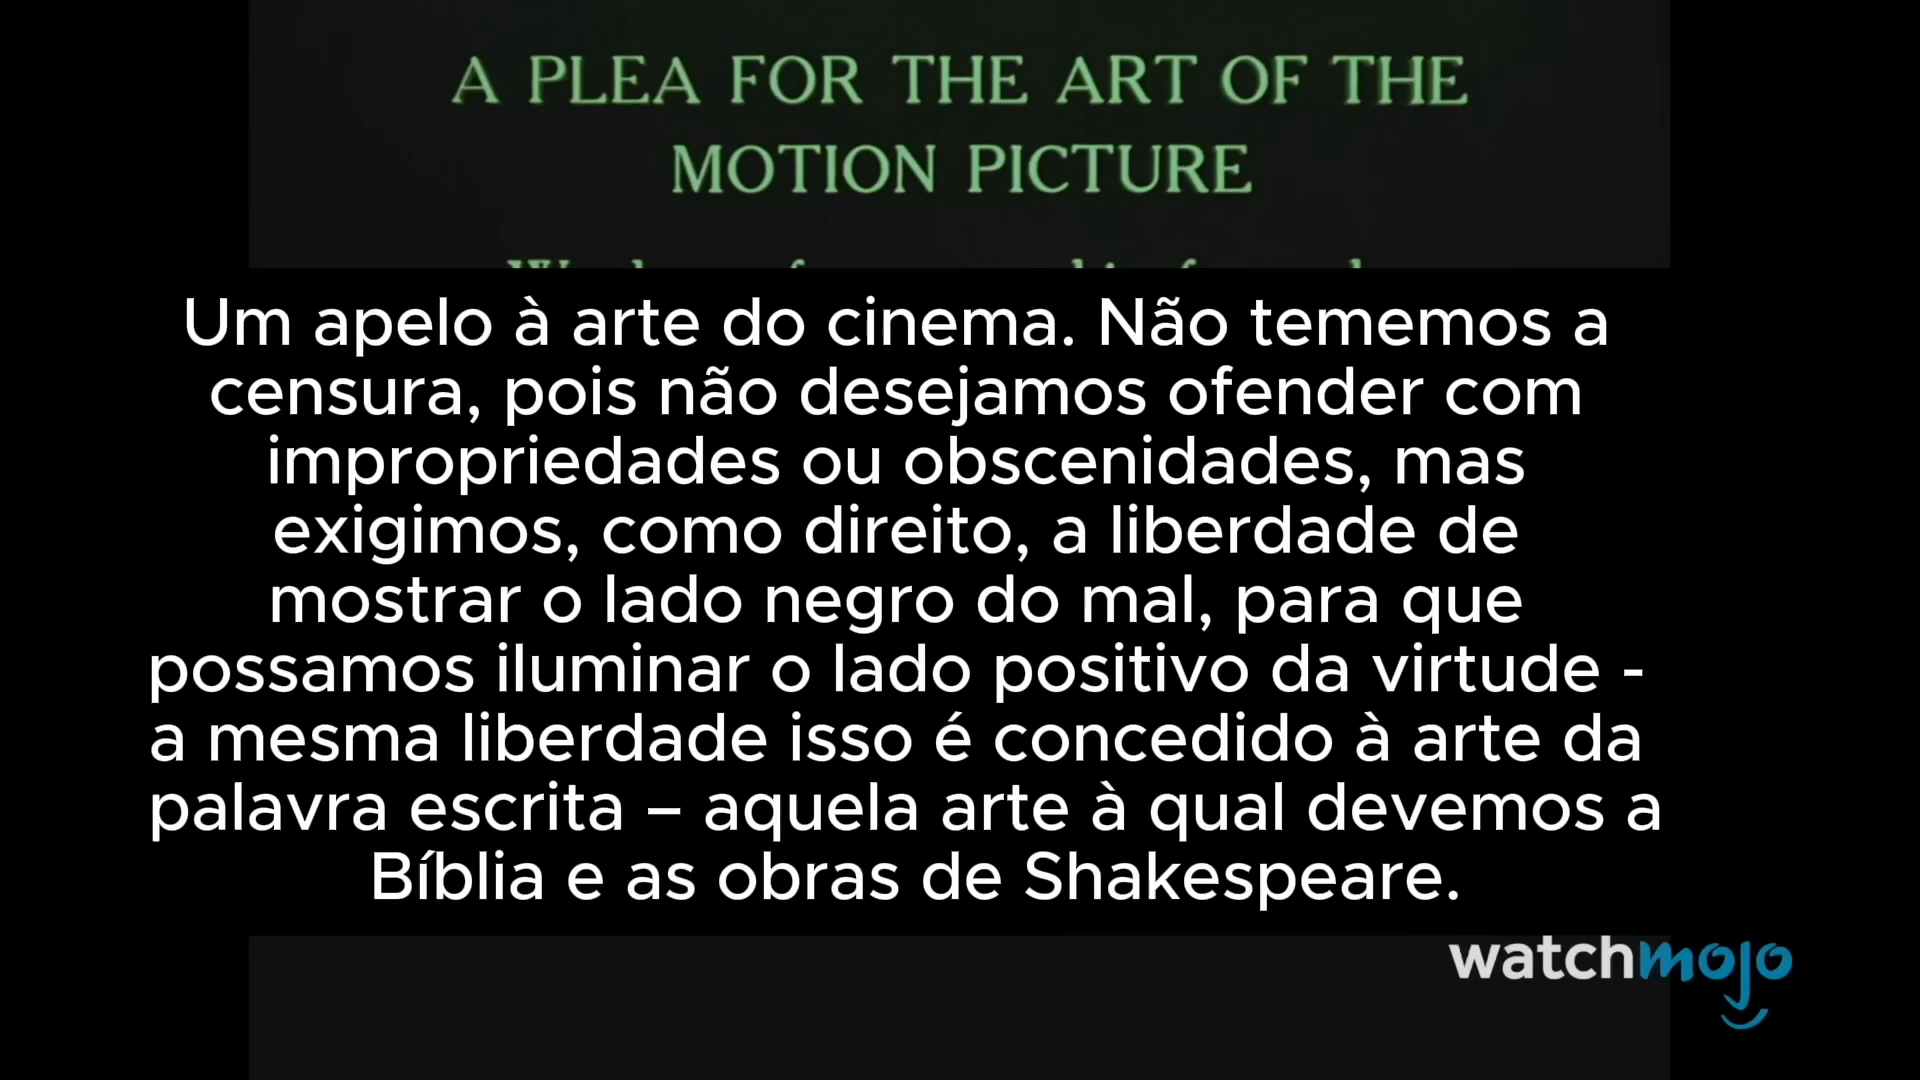 A PLEA FOR THE ART OF THE
MOTION PICTURE
Um apelo à arte do cinema. Não tememos a
censura, pois não desejamos ofender com
impropriedades ou obscenidades, mas
exigimos, como direito, a liberdade de
mostrar o lado negro do mal, para que
possamos iluminar o lado positivo da virtude -
a mesma liberdade isso é concedido à arte da
palavra escrita – aquela arte à qual devemos a
Bíblia e as obras de Shakespeare.
watchmojo